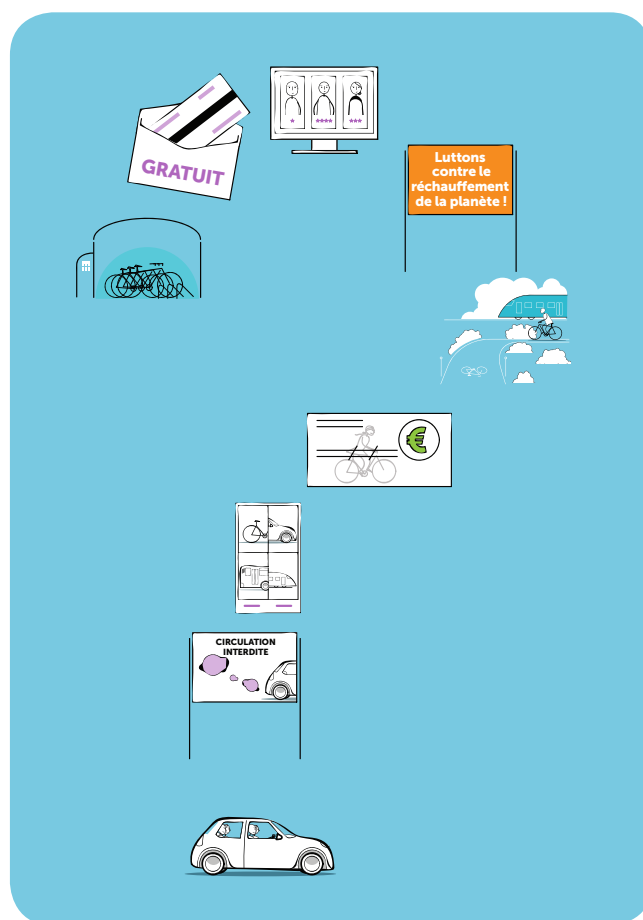 GRATUIT
Luttons
contre le
réchauffement
de la planète !
€
CIRCULATION
INTERDITE